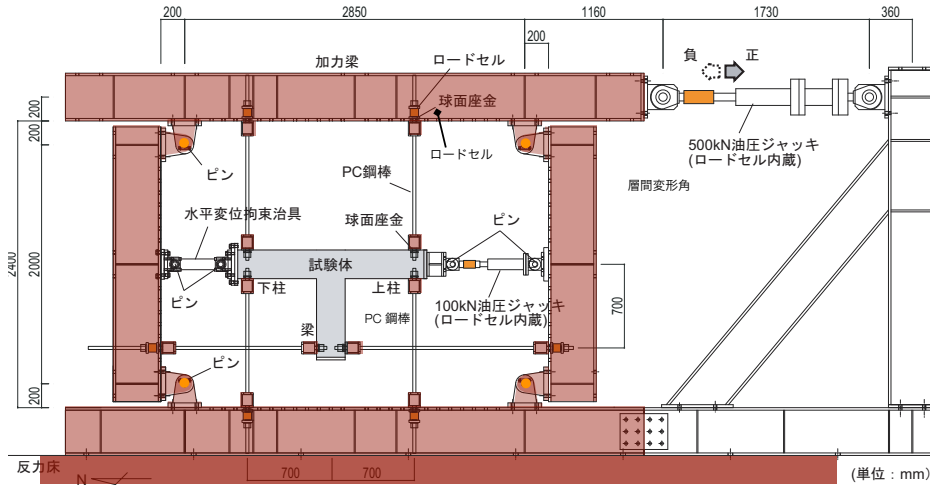 200
2850
1160
1730
360
200
負
正
加力梁
ロードセル
球面座金
ロードセル
500kN油圧ジャッキ
(ロードセル内蔵)
200
200
ピン
PC鋼棒
層間変形角
水平変位拘束治具
球面座金
ピン
2400
2000
試験体
下柱
上柱
ピン
100kN油圧ジャッキ
(ロードセル内蔵)
700
PC 鋼棒
梁
ピン
200
反力床
N
700
700
(単位：mm)